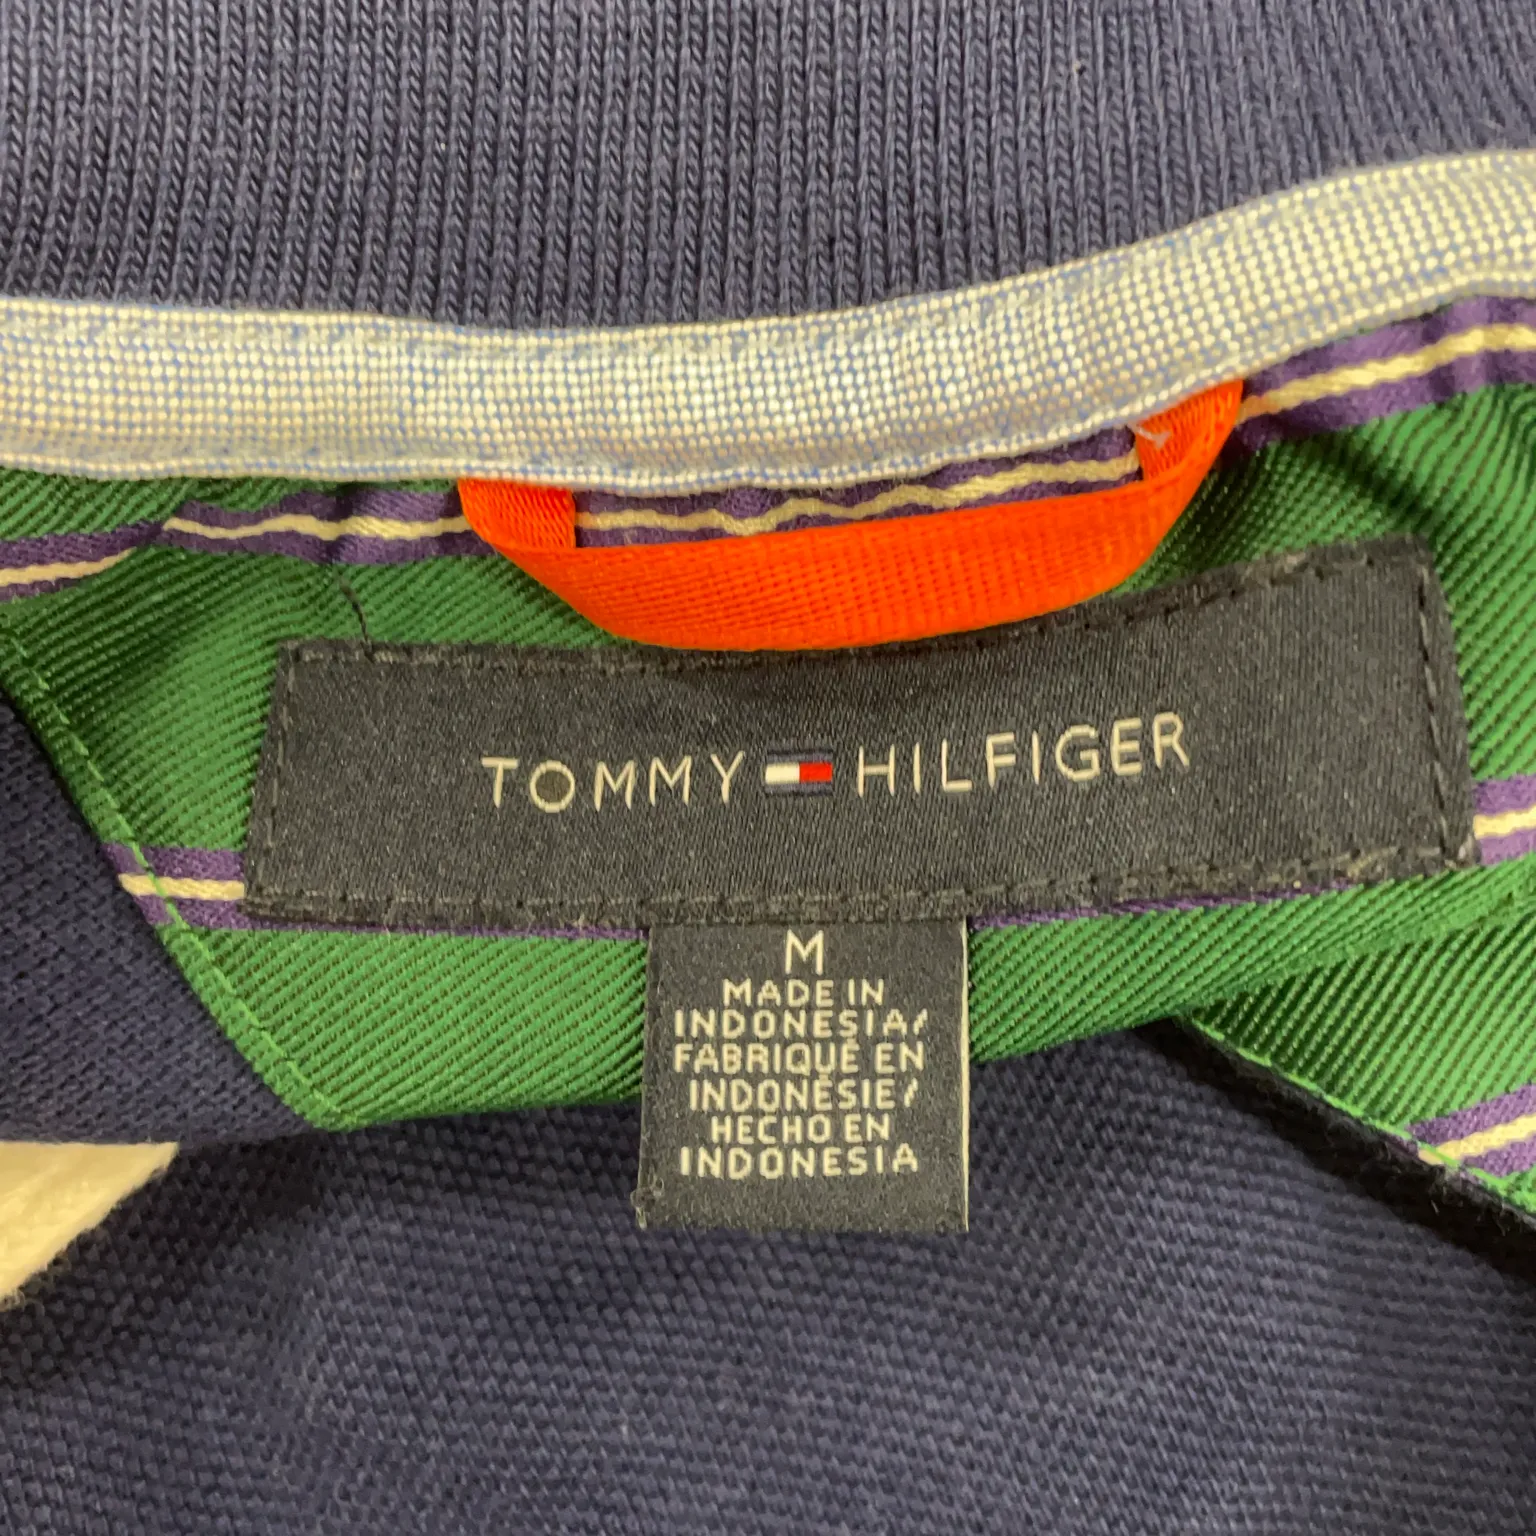 TOMMY HILFIGER
M
MADE IN
INDONESIA/
FABRIQUÉ EN
INDONÉSIE/
HECHO EN
INDONESIA